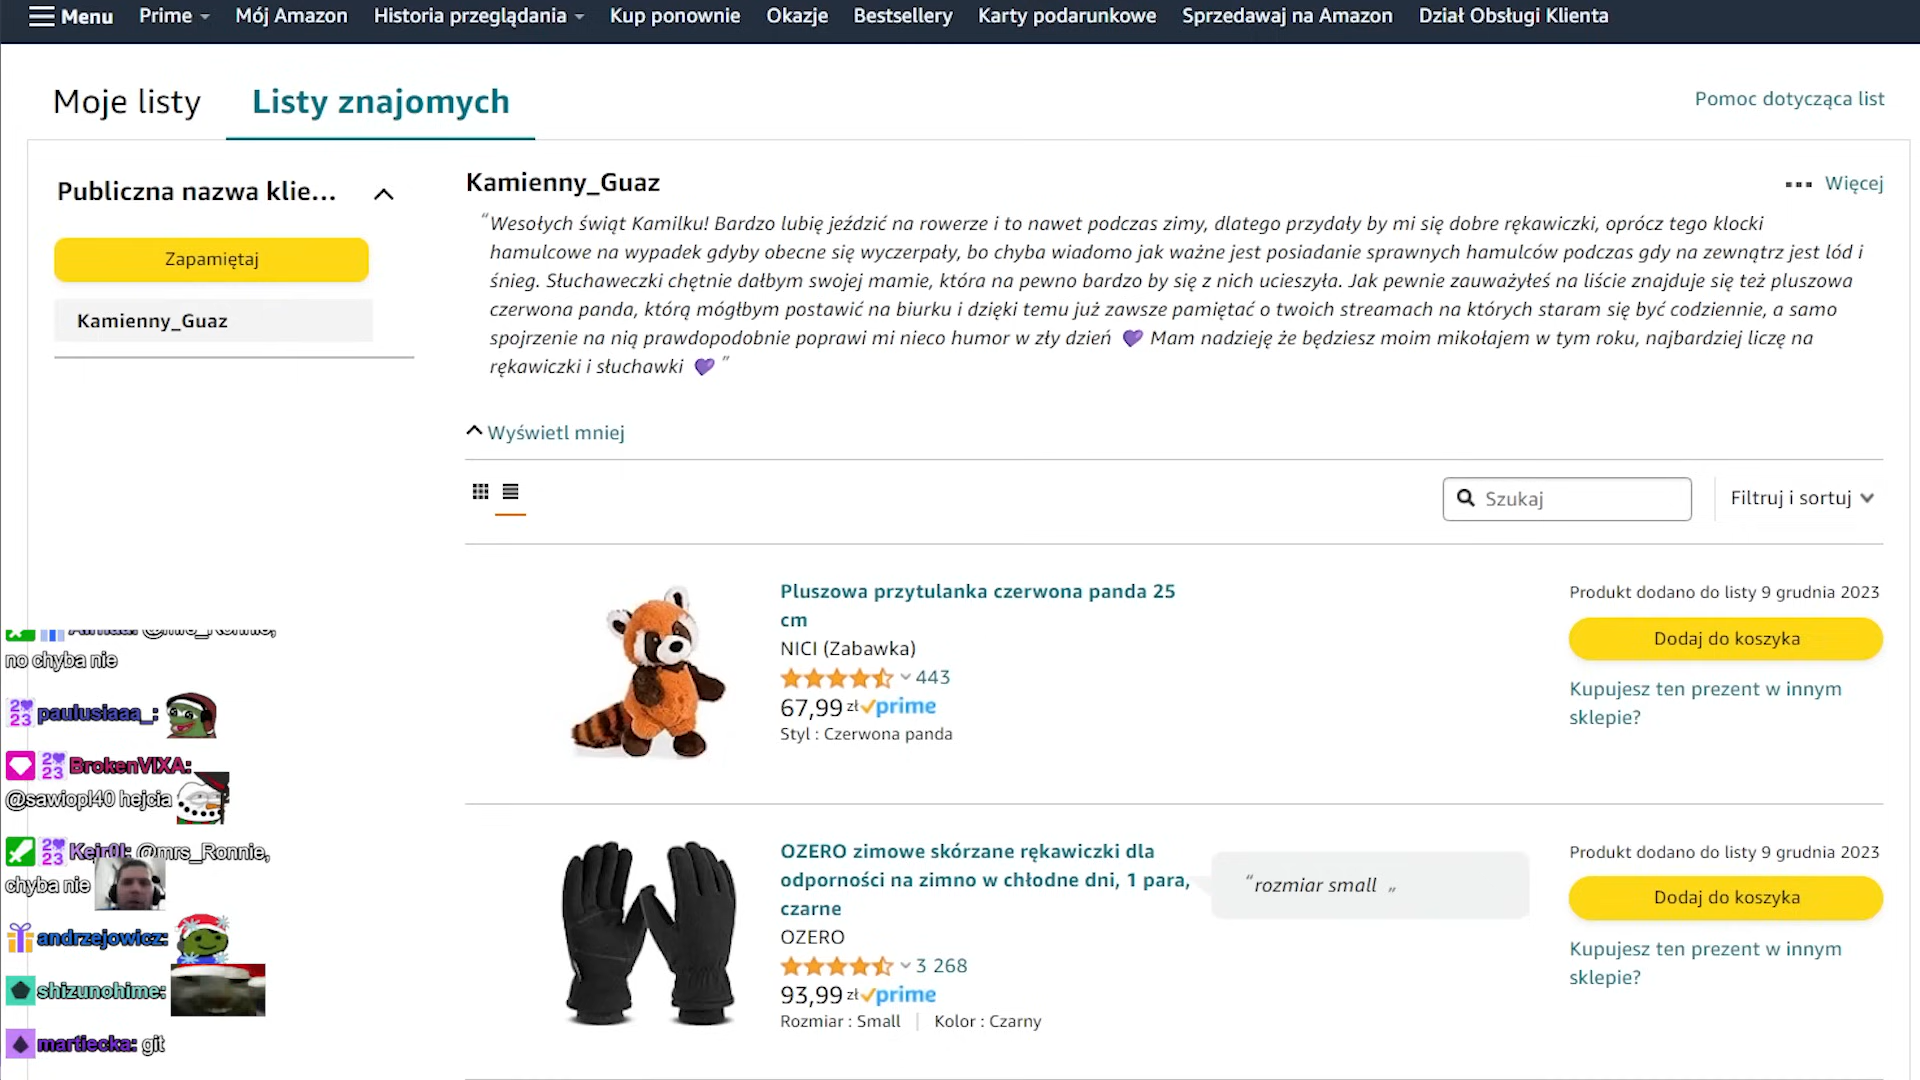 Menu Prime Mój Amazon Historia przeglądania Kup ponownie Okazje Bestsellery Karty podarunkowe Sprzedawaj na Amazon Dział Obsługi Klienta
Moje listy Listy znajomych Pomoc dotycząca list
Publiczna nazwa klie...
Zapamiętaj
Kamienny_Guaz
Kamienny_Guaz
Więcej
“Wesołych świąt Kamilku! Bardzo lubię jeździć na rowerze i to nawet podczas zimy, dlatego przydały by mi się dobre rękawiczki, oprócz tego klocki
hamulcowe na wypadek gdyby obecne się wyczerpały, bo chyba wiadomo jak ważne jest posiadanie sprawnych hamulców podczas gdy na zewnątrz jest lód i
śnieg. Słuchaweczki chętnie dałbym swojej mamie, która na pewno bardzo by się z nich ucieszyła. Jak pewnie zauważyłeś na liście znajduję się też pluszowa
czerwona panda, którą mógłbym postawić na biurku i dzięki temu już zawsze pamiętać o twoich streamach na których staram się być codziennie, a samo
spojrzenie na nią prawdopodobnie poprawi mi nieco humor w zły dzień 💜 Mam nadzieję że będziesz moim mikołajem w tym roku, najbardziej liczę na
rękawiczki i słuchawki 💜 ”
Wyświetl mniej
Szukaj
Filtruj i sortuj
Pluszowa przytulanka czerwona panda 25
cm
NICI (Zabawka)
443
67,99 zł prime
Styl : Czerwona panda
Produkt dodano do listy 9 grudnia 2023
Dodaj do koszyka
Kupujesz ten prezent w innym
sklepie?
OZERO zimowe skórzane rękawiczki dla
odporności na zimno w chłodne dni, 1 para,
czarne
OZERO
3 268
93,99 zł prime
Rozmiar : Small Kolor : Czarny
“rozmiar small „
Produkt dodano do listy 9 grudnia 2023
Dodaj do koszyka
Kupujesz ten prezent w innym
sklepie?
@mrs_Ronnie,
no chyba nie
2023 paulusiaaa_:
2023 BrokenVIXA:
@sawiopl40 hejcia
2023 Keir0l: @mrs_Ronnie,
chyba nie
andrzejowicz:
shizunohime:
martiecka: git